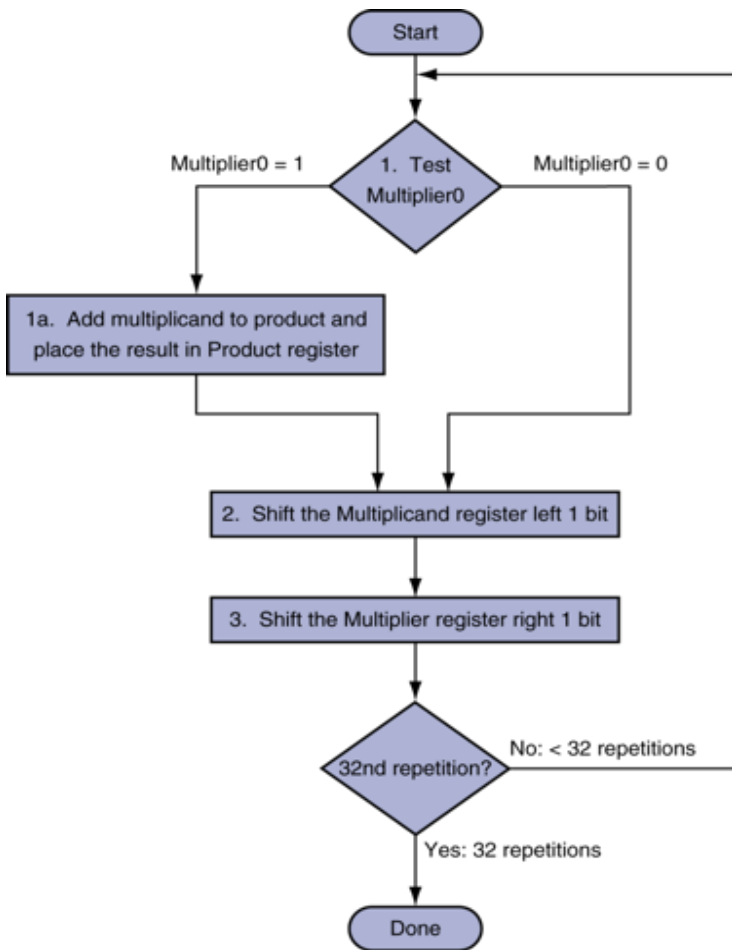 Start
Multiplier0 = 1
1. Test
Multiplier0
Multiplier0 = 0
1a. Add multiplicand to product and
place the result in Product register
2. Shift the Multiplicand register left 1 bit
3. Shift the Multiplier register right 1 bit
32nd repetition?
No: < 32 repetitions
Yes: 32 repetitions
Done